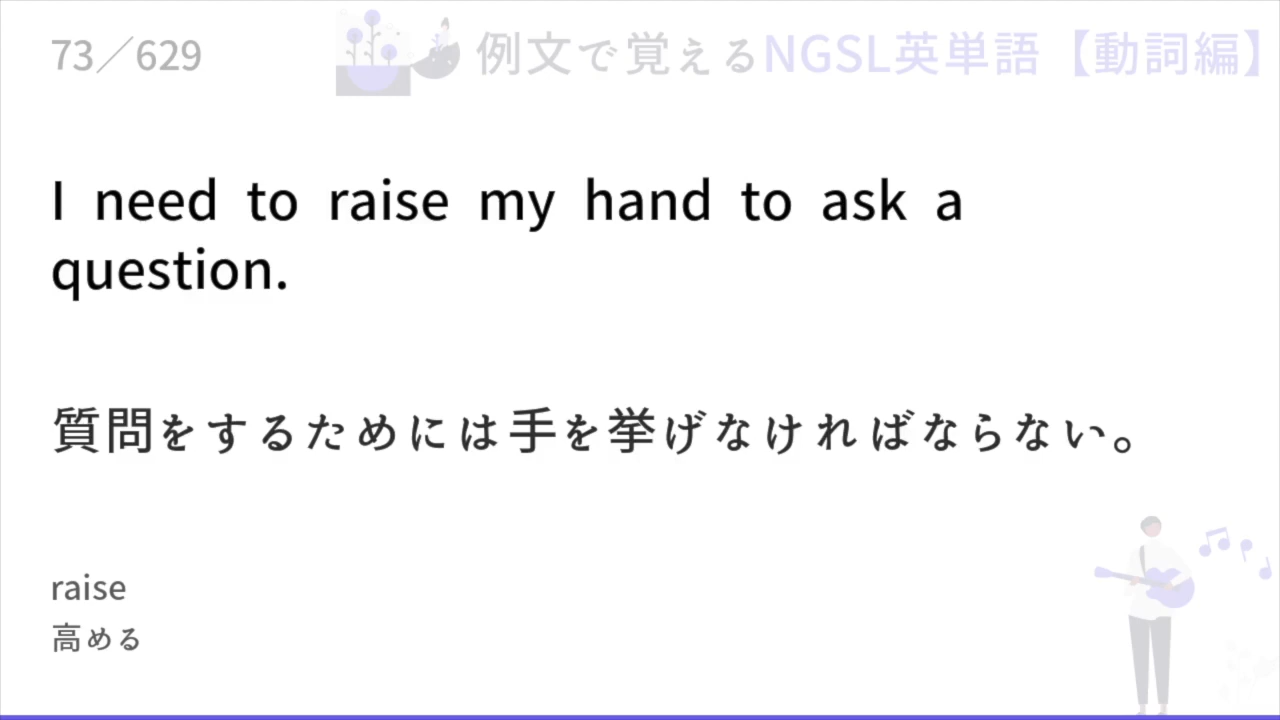 73／629
例文で覚えるNGSL英単語【動詞編】
I need to raise my hand to ask a
question.
質問をするためには手を挙げなければならない。
raise
高める